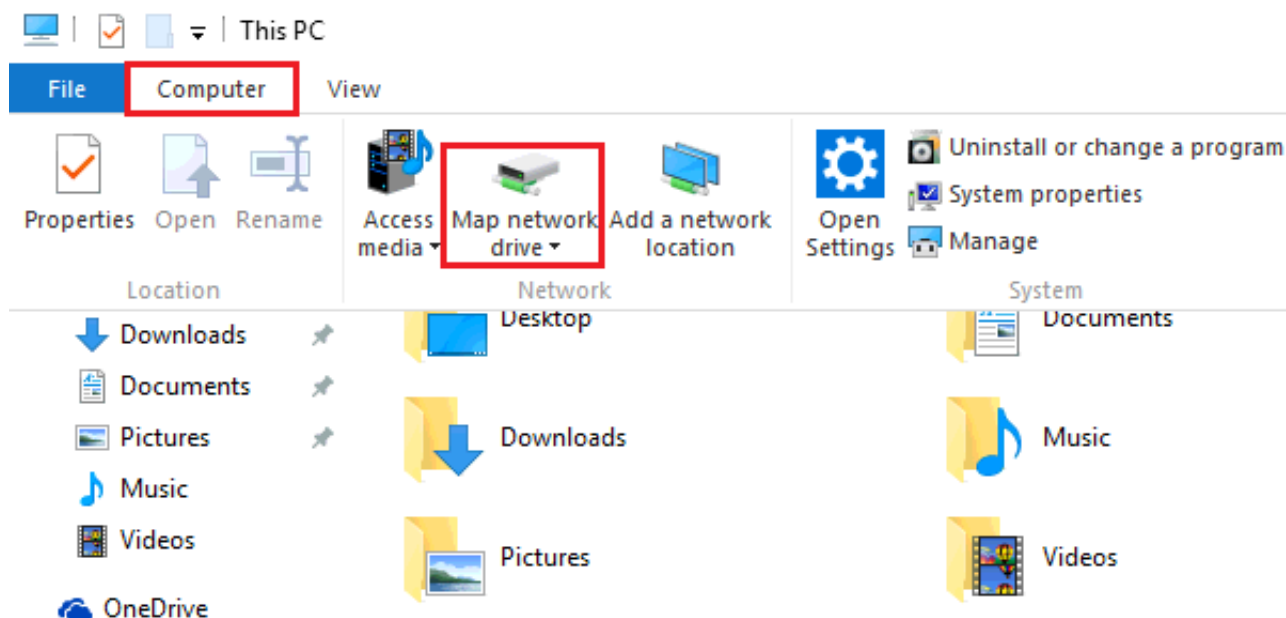 This PC
File Computer View
Properties Open Rename Access media Map network drive Add a network location Open Settings
Uninstall or change a program
System properties
Manage
Location Network System
Downloads
Documents
Pictures
Music
Videos
OneDrive
Desktop Documents
Downloads Music
Pictures Videos